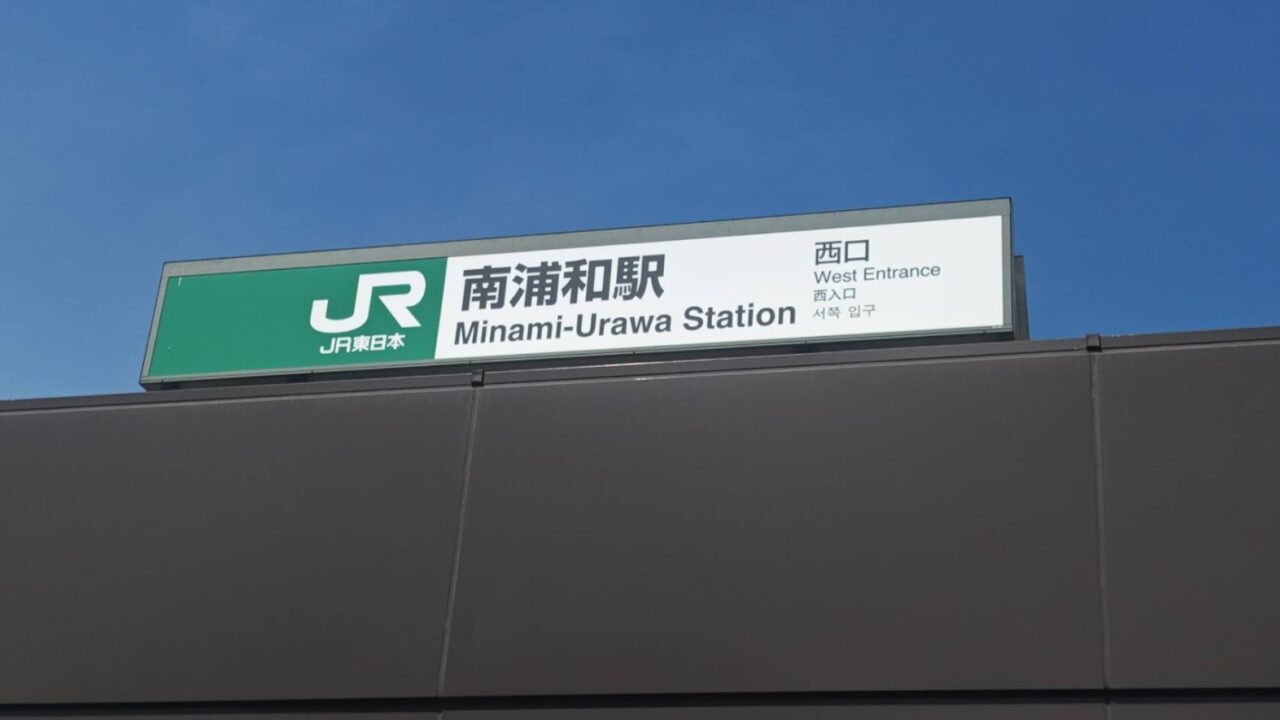 JR
JR東日本
南浦和駅
Minami-Urawa Station
西口
West Entrance
西入口
서쪽 입구